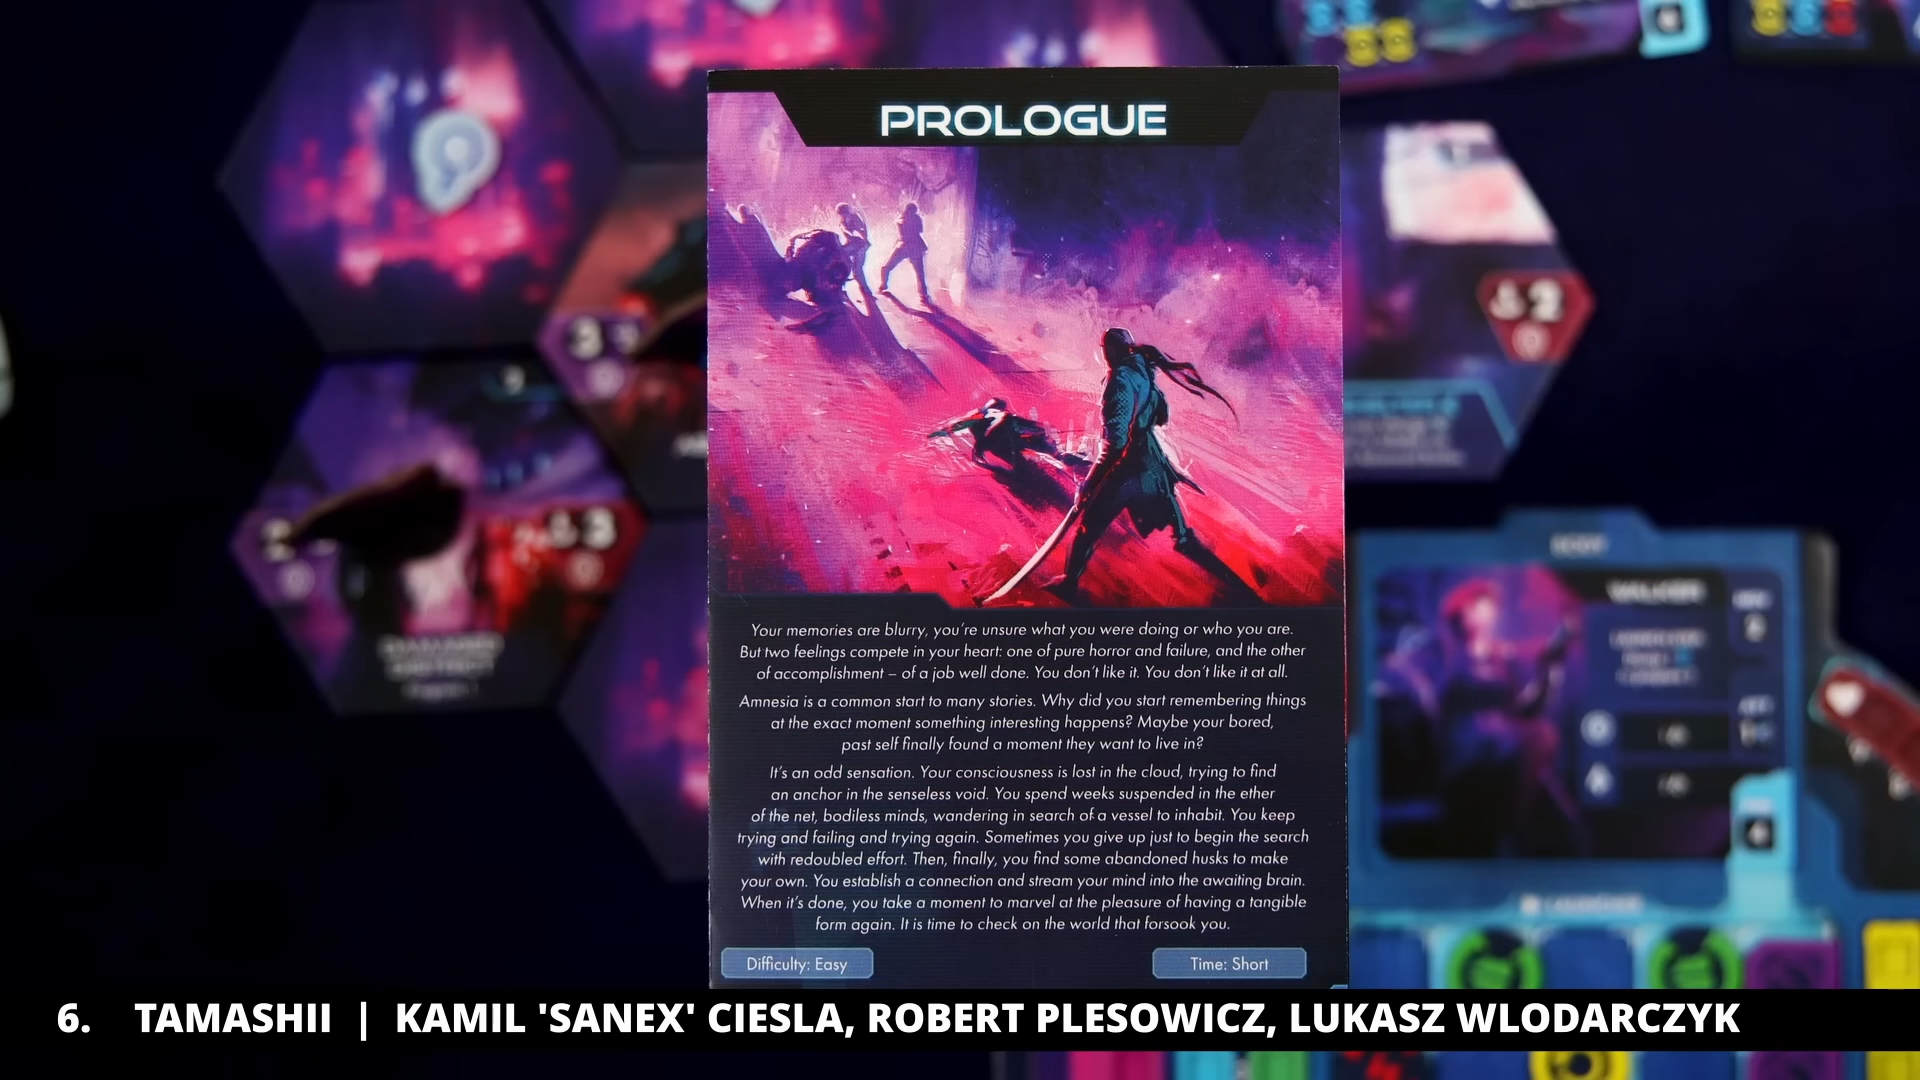 PROLOGUE
Your memories are blurry, you're unsure what you were doing or who you are.
But two feelings compete in your heart: one of pure horror and failure, and the other
of accomplishment – of a job well done. You don't like it. You don't like it at all.
Amnesia is a common start to many stories. Why did you start remembering things
at the exact moment something interesting happens? Maybe your bored,
past self finally found a moment they want to live in?
It's an odd sensation. Your consciousness is lost in the cloud, trying to find
an anchor in the senseless void. You spend weeks suspended in the ether
of the net, bodiless minds, wandering in search of a vessel to inhabit. You keep
trying and failing and trying again. Sometimes you give up just to begin the search
with redoubled effort. Then, finally, you find some abandoned husks to make
your own. You establish a connection and stream your mind into the awaiting brain.
When it's done, you take a moment to marvel at the pleasure of having a tangible
form again. It is time to check on the world that forsook you.
Difficulty: Easy
Time: Short
2
3
3
2
BODY
WALKER
6. TAMASHII | KAMIL 'SANEX' CIESLA, ROBERT PLESOWICZ, LUKASZ WLODARCZYK